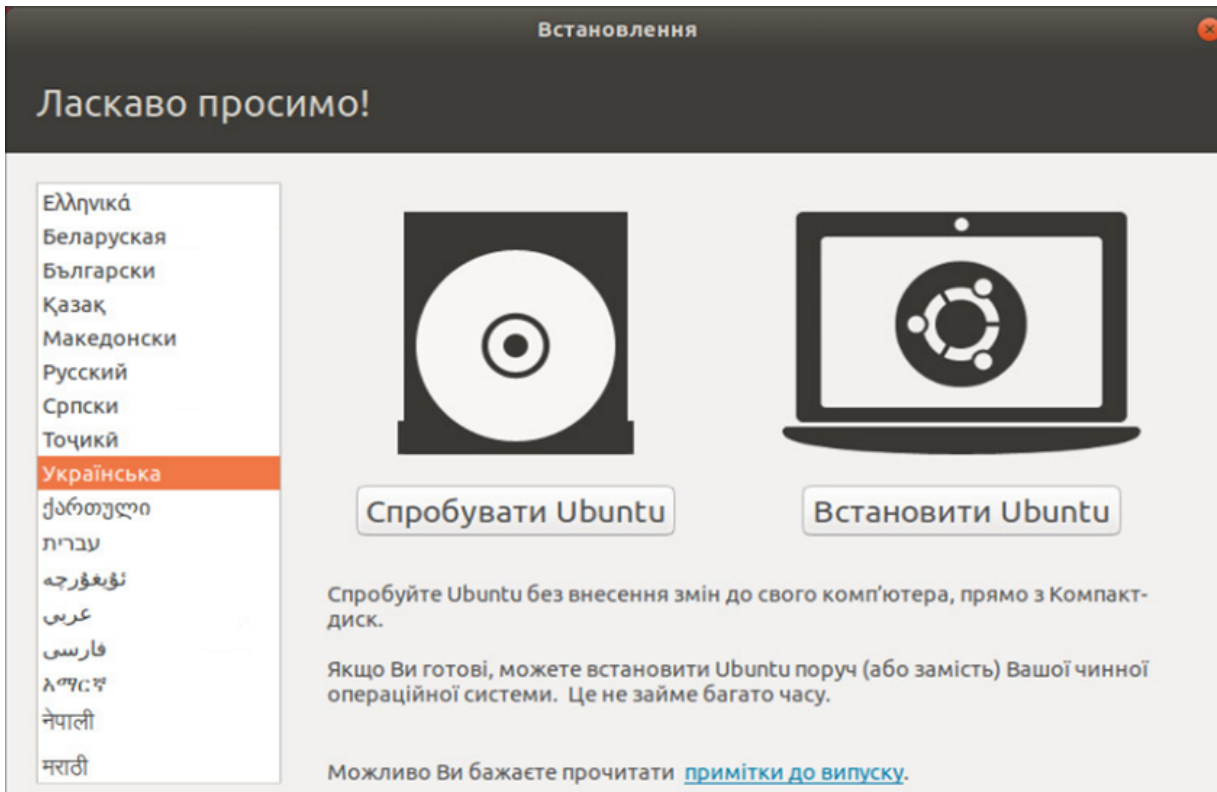 Встановлення
Ласкаво просимо!
Ελληνικά
Беларуская
Български
Қазақ
Македонски
Русский
Српски
Тоҷикӣ
Українська
ქართული
עברית
ئۇيغۇرچە
عربي
فارسی
አማርኛ
नेपाली
मराठी
Спробувати Ubuntu
Встановити Ubuntu
Спробуйте Ubuntu без внесення змін до свого комп’ютера, прямо з Компакт-
диск.
Якщо Ви готові, можете встановити Ubuntu поруч (або замість) Вашої чинної
операційної системи. Це не займе багато часу.
Можливо Ви бажаєте прочитати примітки до випуску.